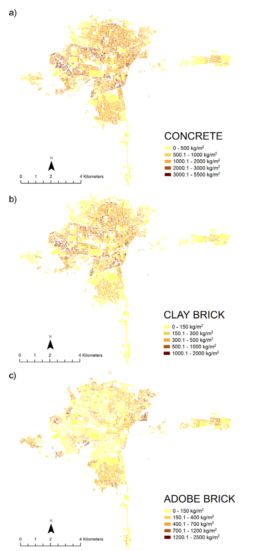 a)
N
0 1 2 4 Kilometers
CONCRETE
0 - 500 kg/m²
500.1 - 1000 kg/m²
1000.1 - 2000 kg/m²
2000.1 - 3000 kg/m²
3000.1 - 5500 kg/m²
b)
N
0 1 2 4 Kilometers
CLAY BRICK
0 - 150 kg/m²
150.1 - 300 kg/m²
300.1 - 500 kg/m²
500.1 - 1000 kg/m²
1000.1 - 2000 kg/m²
c)
N
0 1 2 4 Kilometers
ADOBE BRICK
0 - 150 kg/m²
150.1 - 400 kg/m²
400.1 - 700 kg/m²
700.1 - 1200 kg/m²
1200.1 - 2500 kg/m²